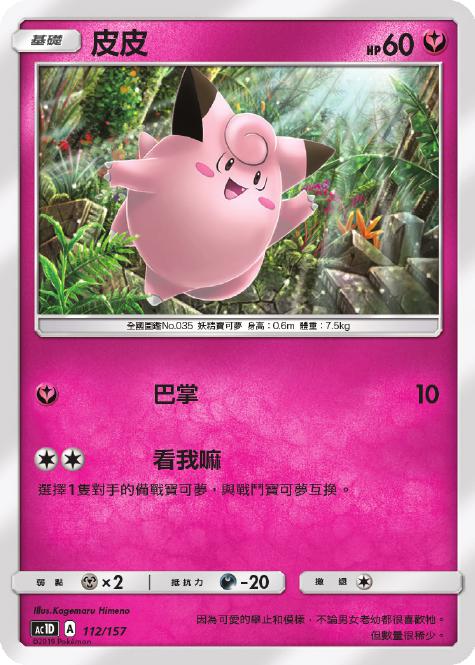 基礎 皮皮 HP60
全國圖鑑No.035 妖精寶可夢 身高：0.6m 體重：7.5kg
巴掌 10
看我嘛
選擇1隻對手的備戰寶可夢，與戰鬥寶可夢互換。
弱點 ×2 抵抗力 -20 撤退
Illus.Kagemaru Himeno
因為可愛的舉止和模樣，不論男女老幼都很喜歡牠。
AC1D A 112/157
但數量很稀少。
©2019 Pokémon